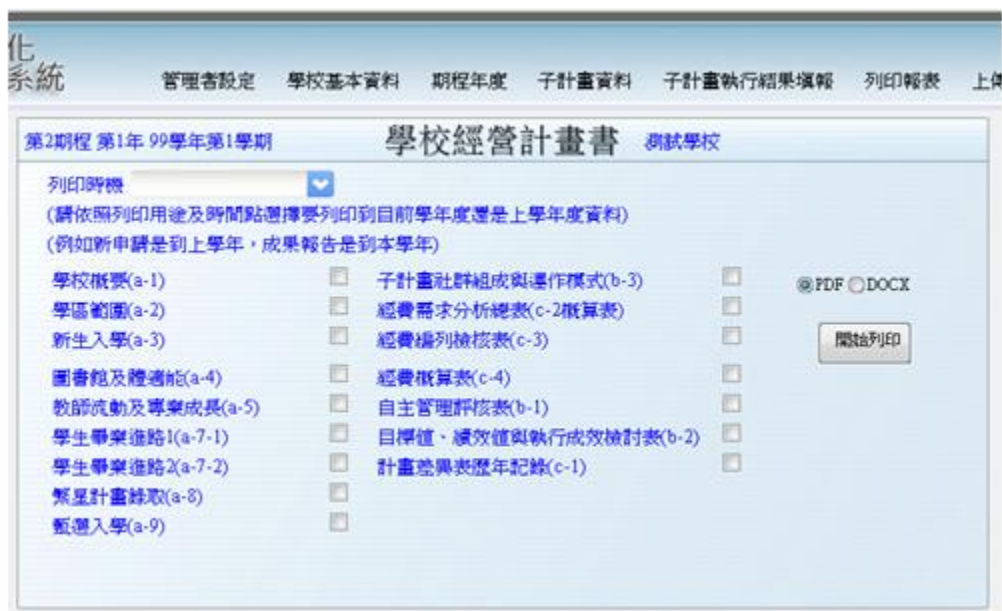 化
系統
管理者設定 學校基本資料 期程年度 子計畫資料 子計畫執行結果填報 列印報表 上傳
第2期程 第1年 99學年第1學期 學校經營計畫書 測試學校
列印時機
(請依照列印用途及時間點選擇要列印到目前學年度還是上學年度資料)
(例如新申請是到上學年，成果報告是到本學年)
學校概要(a-1) 子計畫社群組成與運作模式(b-3) PDF DOCX
學區範圍(a-2) 經費需求分析總表(c-2概算表)
新生入學(a-3) 經費編列檢核表(c-3) 開始列印
圖書館及體適能(a-4) 經費概算表(c-4)
教師流動及專業成長(a-5) 自主管理評核表(b-1)
學生畢業進路1(a-7-1) 目標值、績效值與執行成效檢討表(b-2)
學生畢業進路2(a-7-2) 計畫差異表歷年記錄(c-1)
繁星計畫錄取(a-8)
甄選入學(a-9)